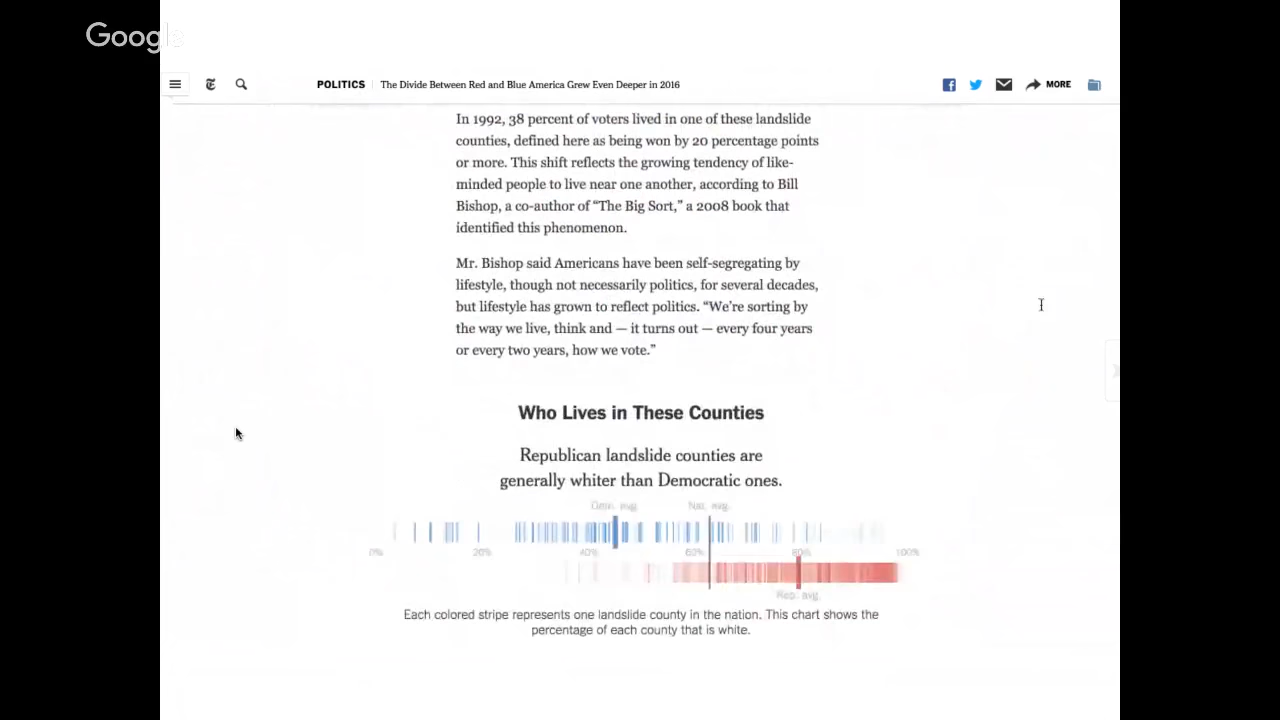 Google
POLITICS The Divide Between Red and Blue America Grew Even Deeper in 2016 MORE
In 1992, 38 percent of voters lived in one of these landslide
counties, defined here as being won by 20 percentage points
or more. This shift reflects the growing tendency of like-
minded people to live near one another, according to Bill
Bishop, a co-author of “The Big Sort,” a 2008 book that
identified this phenomenon.
Mr. Bishop said Americans have been self-segregating by
lifestyle, though not necessarily politics, for several decades,
but lifestyle has grown to reflect politics. “We’re sorting by
the way we live, think and — it turns out — every four years
or every two years, how we vote.”
Who Lives in These Counties
Republican landslide counties are
generally whiter than Democratic ones.
Dem. avg. Nat. avg.
0% 20% 40% 60% 80% 100%
Rep. avg.
Each colored stripe represents one landslide county in the nation. This chart shows the
percentage of each county that is white.